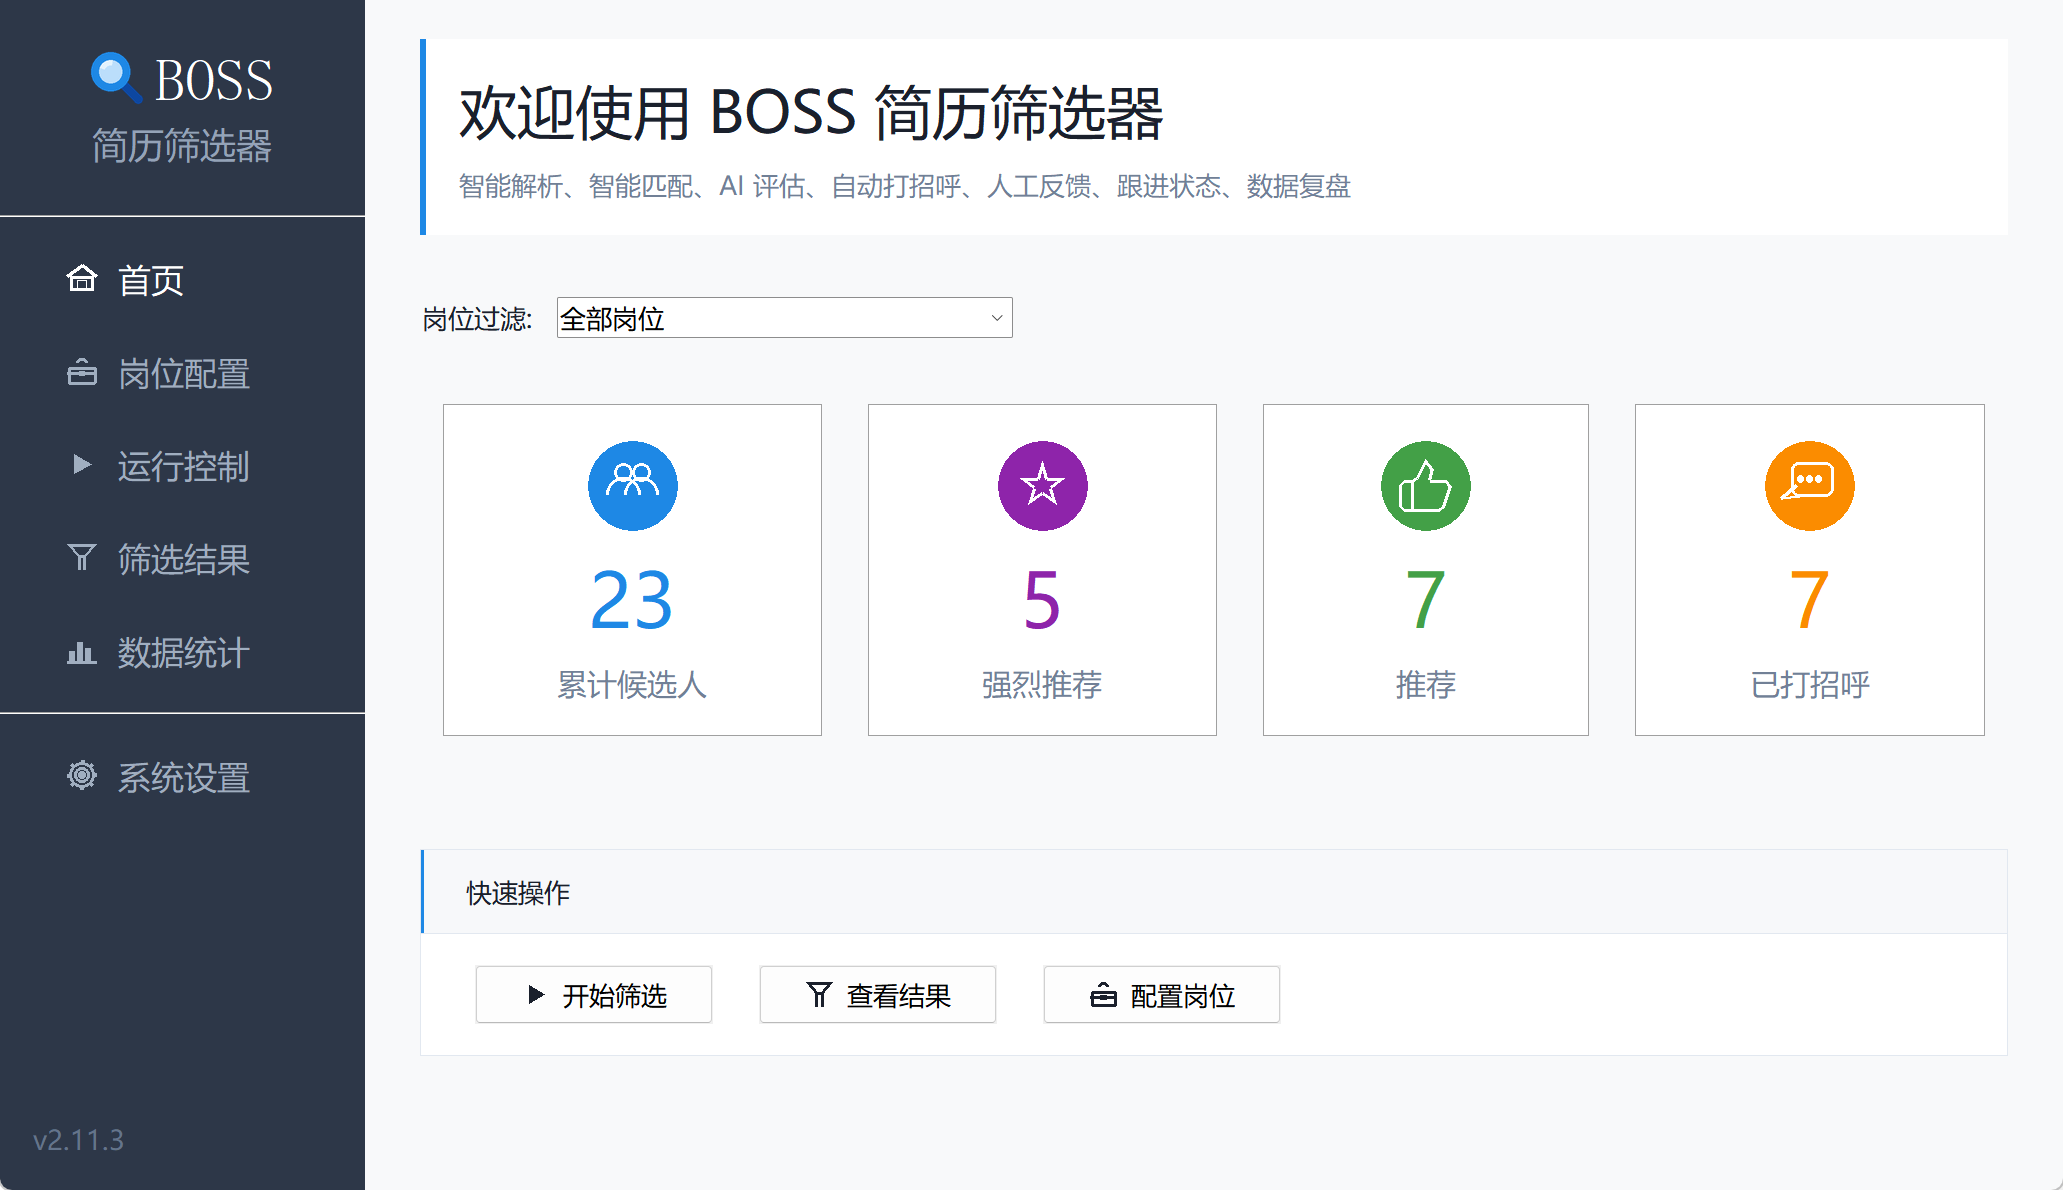 BOSS
简历筛选器
首页
岗位配置
运行控制
筛选结果
数据统计
系统设置
v2.11.3
欢迎使用 BOSS 简历筛选器
智能解析、智能匹配、AI 评估、自动打招呼、人工反馈、跟进状态、数据复盘
岗位过滤: 全部岗位
23 5 7 7
累计候选人 强烈推荐 推荐 已打招呼
快速操作
开始筛选 查看结果 配置岗位